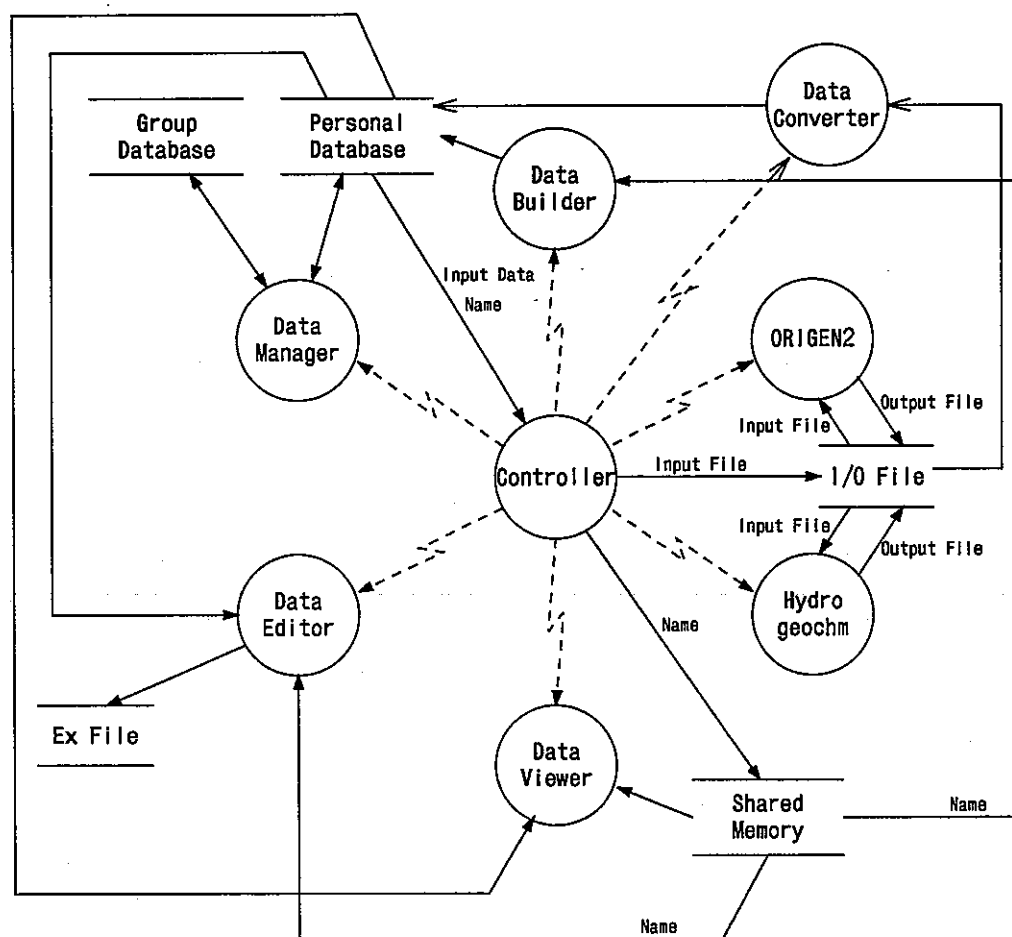 Group
Database
Personal
Database
Data
Converter
Data
Builder
Input Data
Name
Data
Manager
ORIGEN2
Output File
Input File
Controller
Input File
I/O File
Input File
Output File
Data
Editor
Hydro
geochm
Name
Ex File
Data
Viewer
Shared
Memory
Name
Name